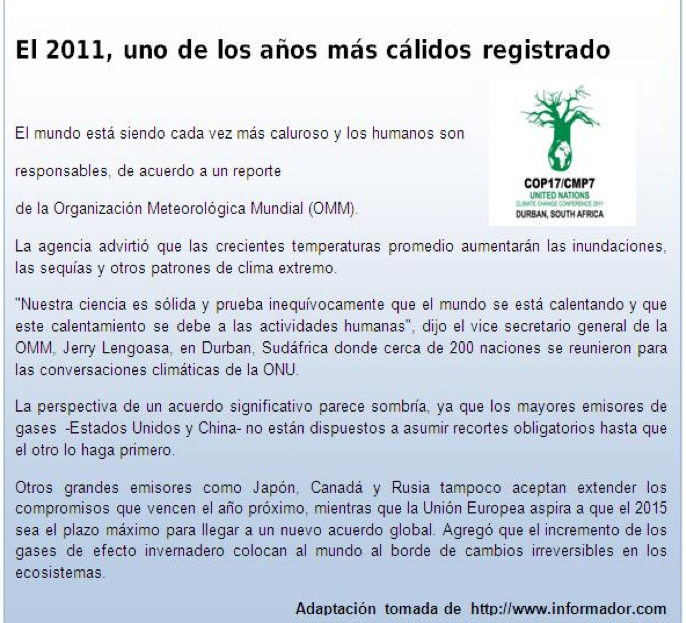 El 2011, uno de los años más cálidos registrado
El mundo está siendo cada vez más caluroso y los humanos son
responsables, de acuerdo a un reporte
de la Organización Meteorológica Mundial (OMM).
COP17/CMP7
UNITED NATIONS
CLIMATE CHANGE CONFERENCE 2011
DURBAN, SOUTH AFRICA
La agencia advirtió que las crecientes temperaturas promedio aumentarán las inundaciones,
las sequías y otros patrones de clima extremo.
"Nuestra ciencia es sólida y prueba inequívocamente que el mundo se está calentando y que
este calentamiento se debe a las actividades humanas", dijo el vice secretario general de la
OMM, Jerry Lengoasa, en Durban, Sudáfrica donde cerca de 200 naciones se reunieron para
las conversaciones climáticas de la ONU.
La perspectiva de un acuerdo significativo parece sombría, ya que los mayores emisores de
gases -Estados Unidos y China- no están dispuestos a asumir recortes obligatorios hasta que
el otro lo haga primero.
Otros grandes emisores como Japón, Canadá y Rusia tampoco aceptan extender los
compromisos que vencen el año próximo, mientras que la Unión Europea aspira a que el 2015
sea el plazo máximo para llegar a un nuevo acuerdo global. Agregó que el incremento de los
gases de efecto invernadero colocan al mundo al borde de cambios irreversibles en los
ecosistemas.
Adaptación tomada de http://www.informador.com